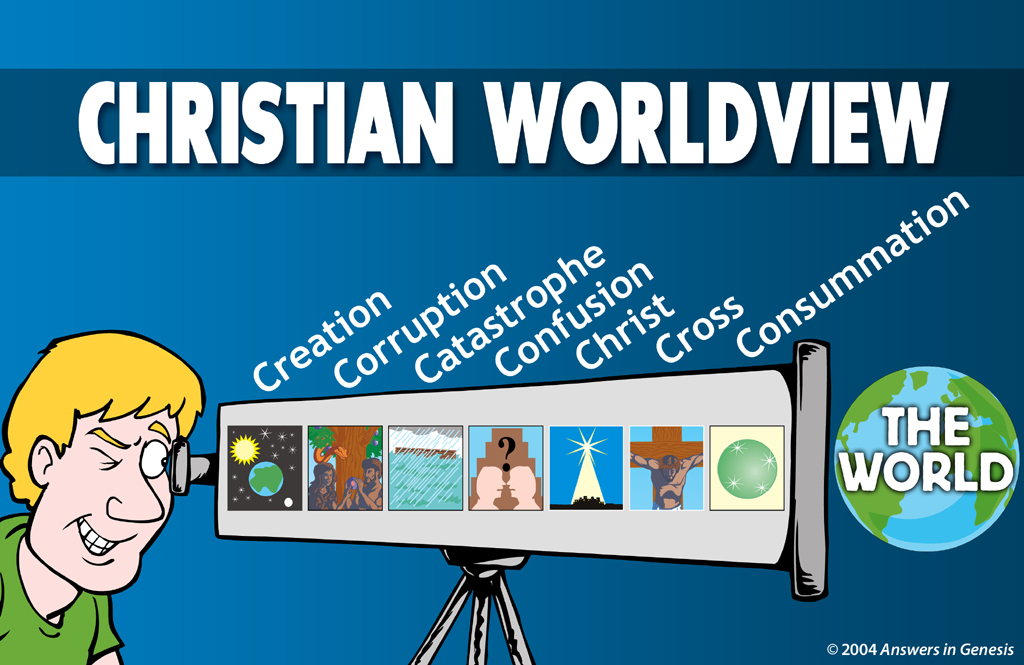 CHRISTIAN WORLDVIEW
Creation
Corruption
Catastrophe
Confusion
Christ
Cross
Consummation
?
THE
WORLD
© 2004 Answers in Genesis